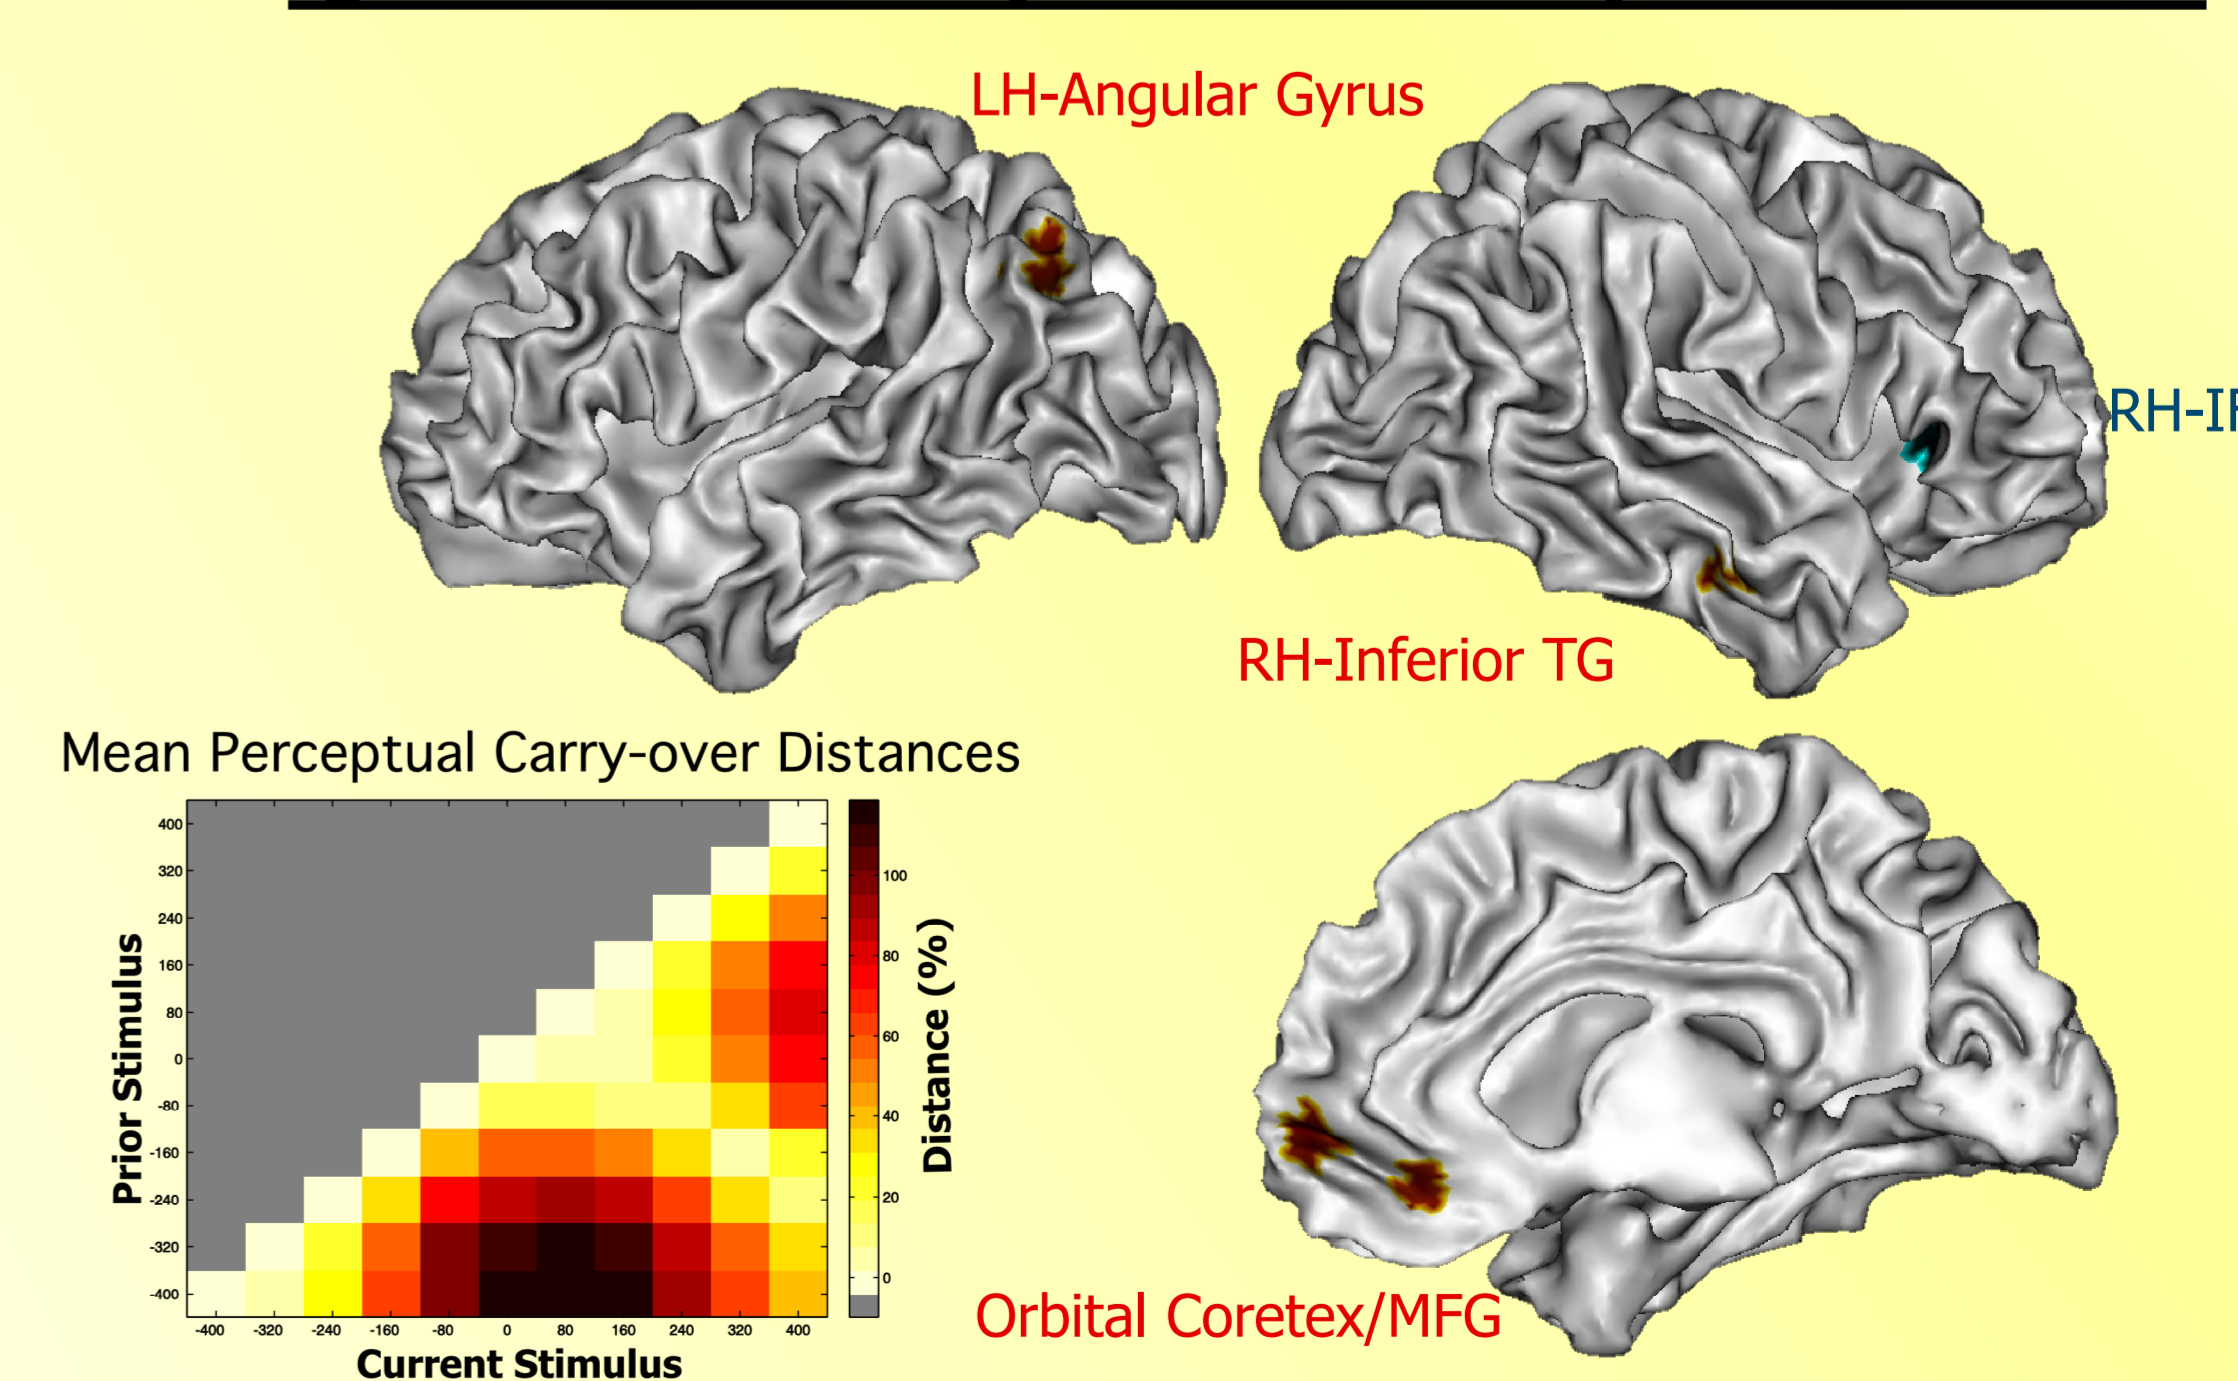 LH-Angular Gyrus
RH-Inferior TG
Mean Perceptual Carry-over Distances
400
320
240
160
80
0
-80
-160
-240
-320
-400
Prior Stimulus
-400 -320 -240 -160 -80 0 80 160 240 320 400
Current Stimulus
100
80
60
40
20
0
Distance (%)
Orbital Coretex/MFG